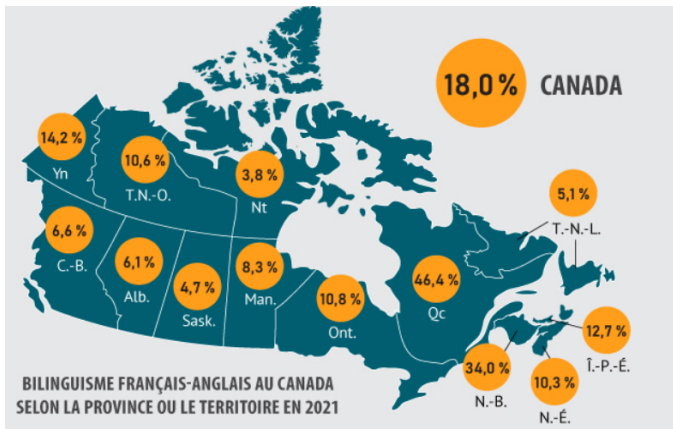 18,0 % CANADA
14,2 %
Yn
10,6 %
T.N.-O.
3,8 %
Nt
5,1 %
T.-N.-L.
6,6 %
C.-B.
6,1 %
Alb.
4,7 %
Sask.
8,3 %
Man.
10,8 %
Ont.
46,4 %
Qc
12,7 %
Î.-P.-É.
34,0 %
N.-B.
10,3 %
N.-É.
BILINGUISME FRANÇAIS-ANGLAIS AU CANADA
SELON LA PROVINCE OU LE TERRITOIRE EN 2021